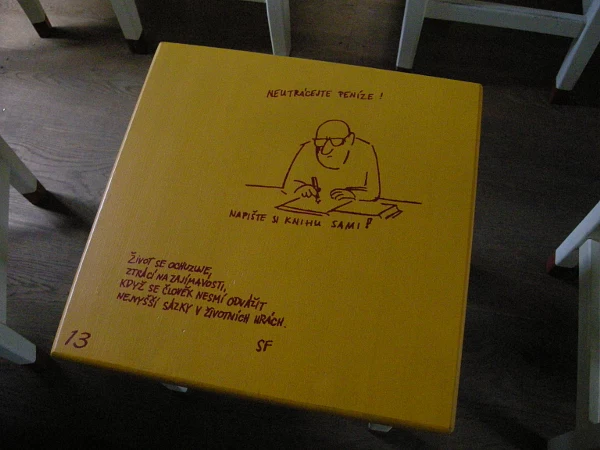 NEUTRÁCEJTE PENÍZE!
NAPIŠTE SI KNIHU SAMI!
ŽIVOT SE OCHUZUJE,
ZTRÁCÍ NA ZAJÍMAVOSTI,
KDYŽ SE ČLOVĚK NESMÍ ODVÁŽIT
NEJVYŠŠÍ SÁZKY V ŽIVOTNÍCH HRÁCH.
SF
13